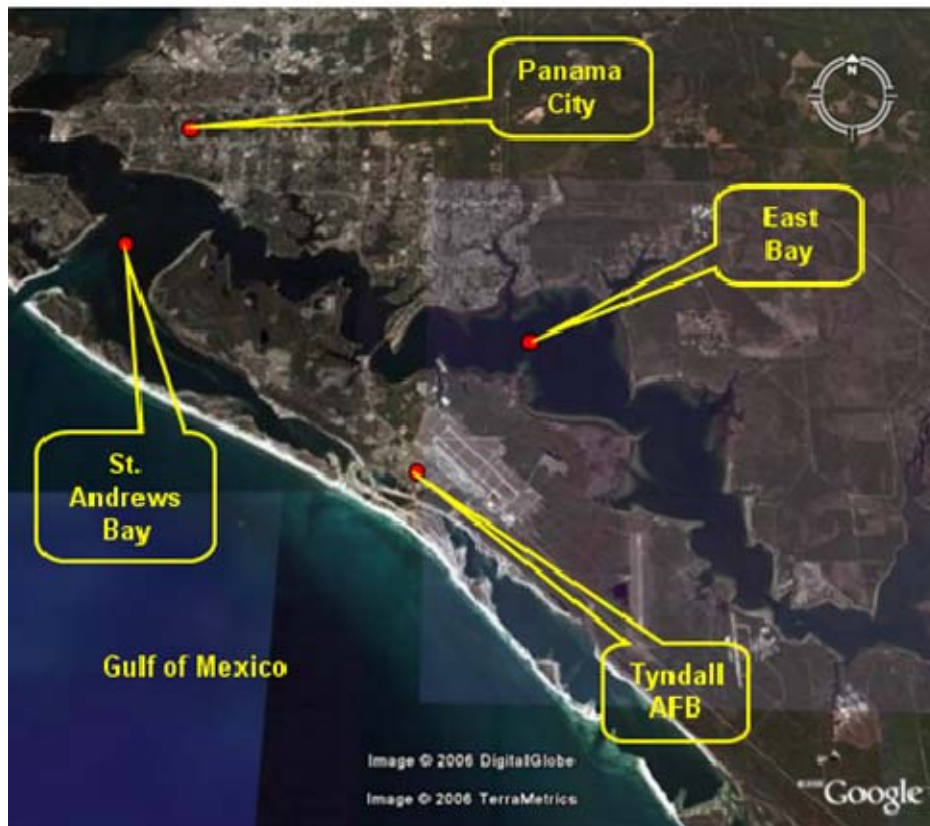 Panama
City
N
East
Bay
St.
Andrews
Bay
Gulf of Mexico
Tyndall
AFB
Image © 2006 DigitalGlobe
Image © 2006 TerraMetrics
Google